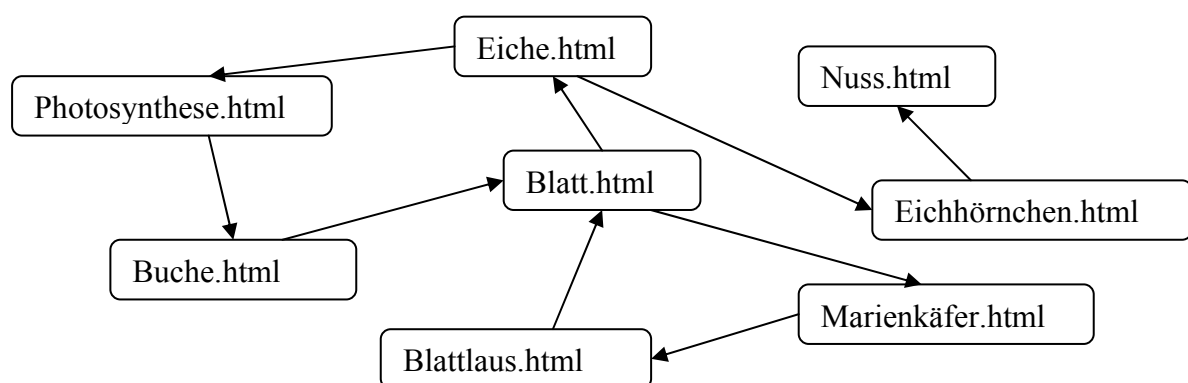 Eiche.html
Nuss.html
Photosynthese.html
Blatt.html
Eichhörnchen.html
Buche.html
Marienkäfer.html
Blattlaus.html